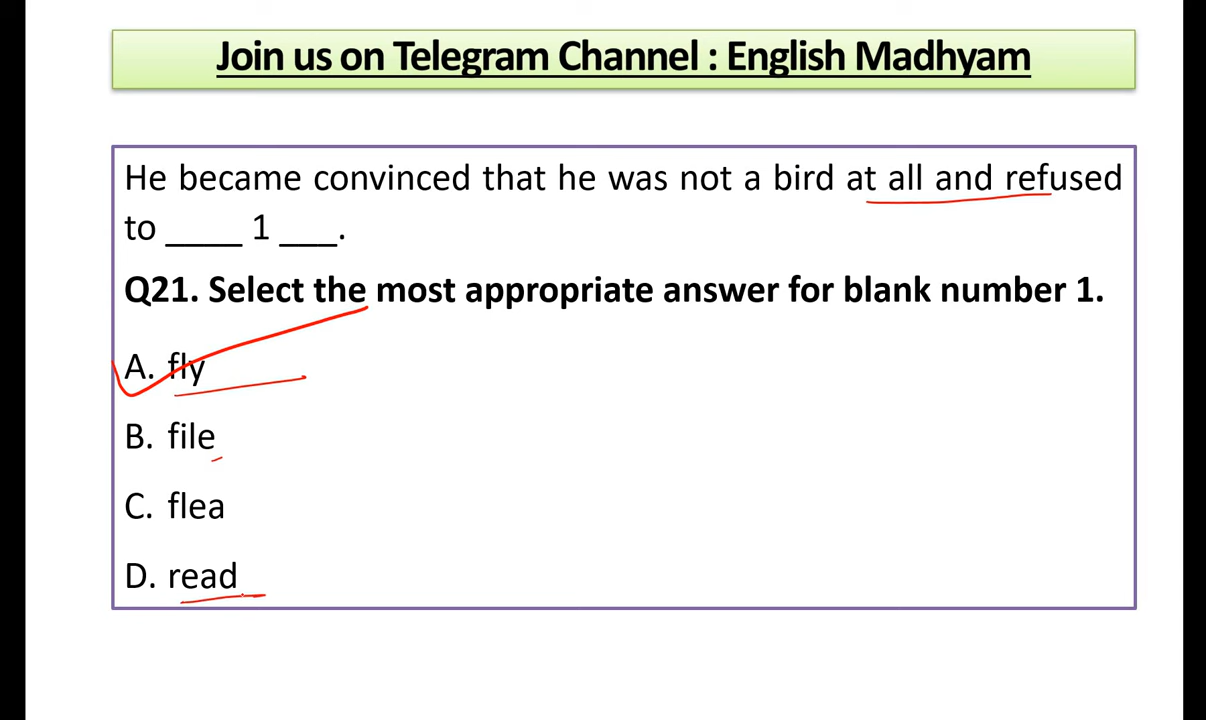 Join us on Telegram Channel : English Madhyam
He became convinced that he was not a bird at all and refused
to ____ 1 ___.
Q21. Select the most appropriate answer for blank number 1.
A. fly
B. file
C. flea
D. read